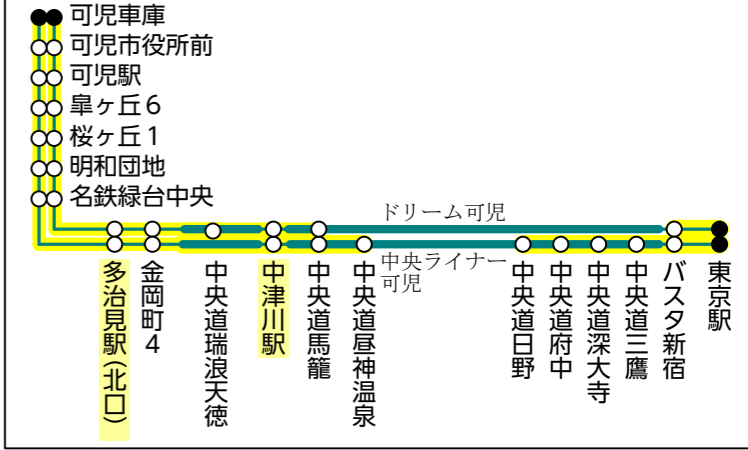 可児車庫
可児市役所前
可児駅
皐ヶ丘6
桜ヶ丘1
明和団地
名鉄緑台中央
ドリーム可児
中央ライナー
可児
多治見駅(北口)
金岡町4
中央道瑞浪天徳
中津川駅
中央道馬籠
中央道昼神温泉
中央道日野
中央道府中
中央道深大寺
中央道三鷹
バスタ新宿
東京駅